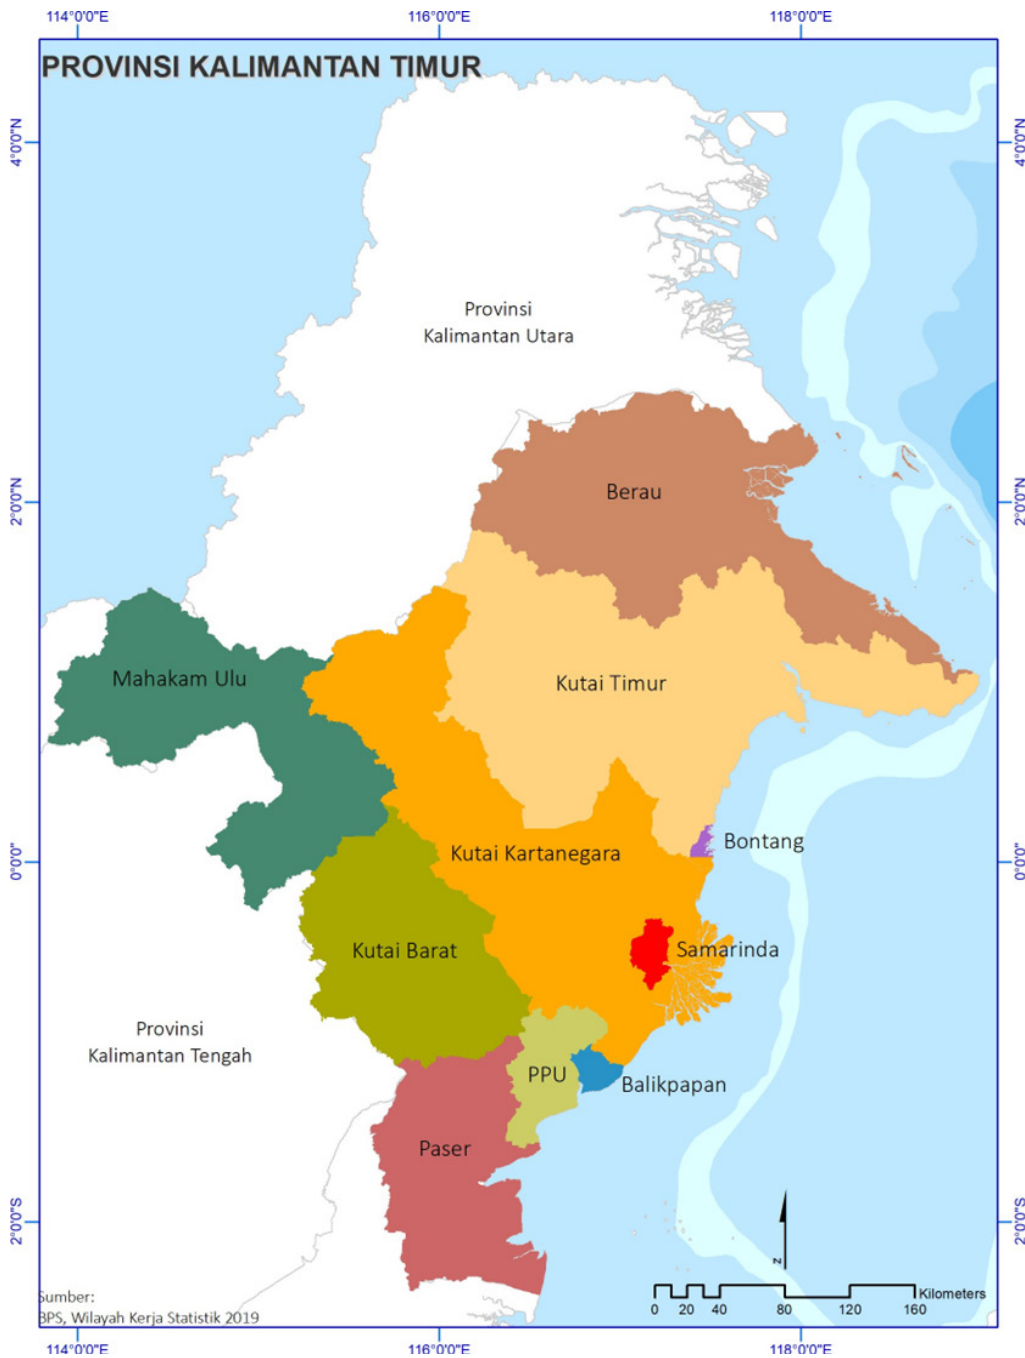 114°0'0"E 116°0'0"E 118°0'0"E
PROVINSI KALIMANTAN TIMUR
4°0'0"N 4°0'0"N
Provinsi
Kalimantan Utara
2°0'0"N 2°0'0"N
Berau
Mahakam Ulu
Kutai Timur
0°0'0" 0°0'0"
Bontang
Kutai Kartanegara
Kutai Barat
Samarinda
Provinsi
Kalimantan Tengah
PPU
Balikpapan
Paser
2°0'0"S 2°0'0"S
z
Kilometers
0 20 40 80 120 160
Sumber:
BPS, Wilayah Kerja Statistik 2019
114°0'0"E 116°0'0"E 118°0'0"E